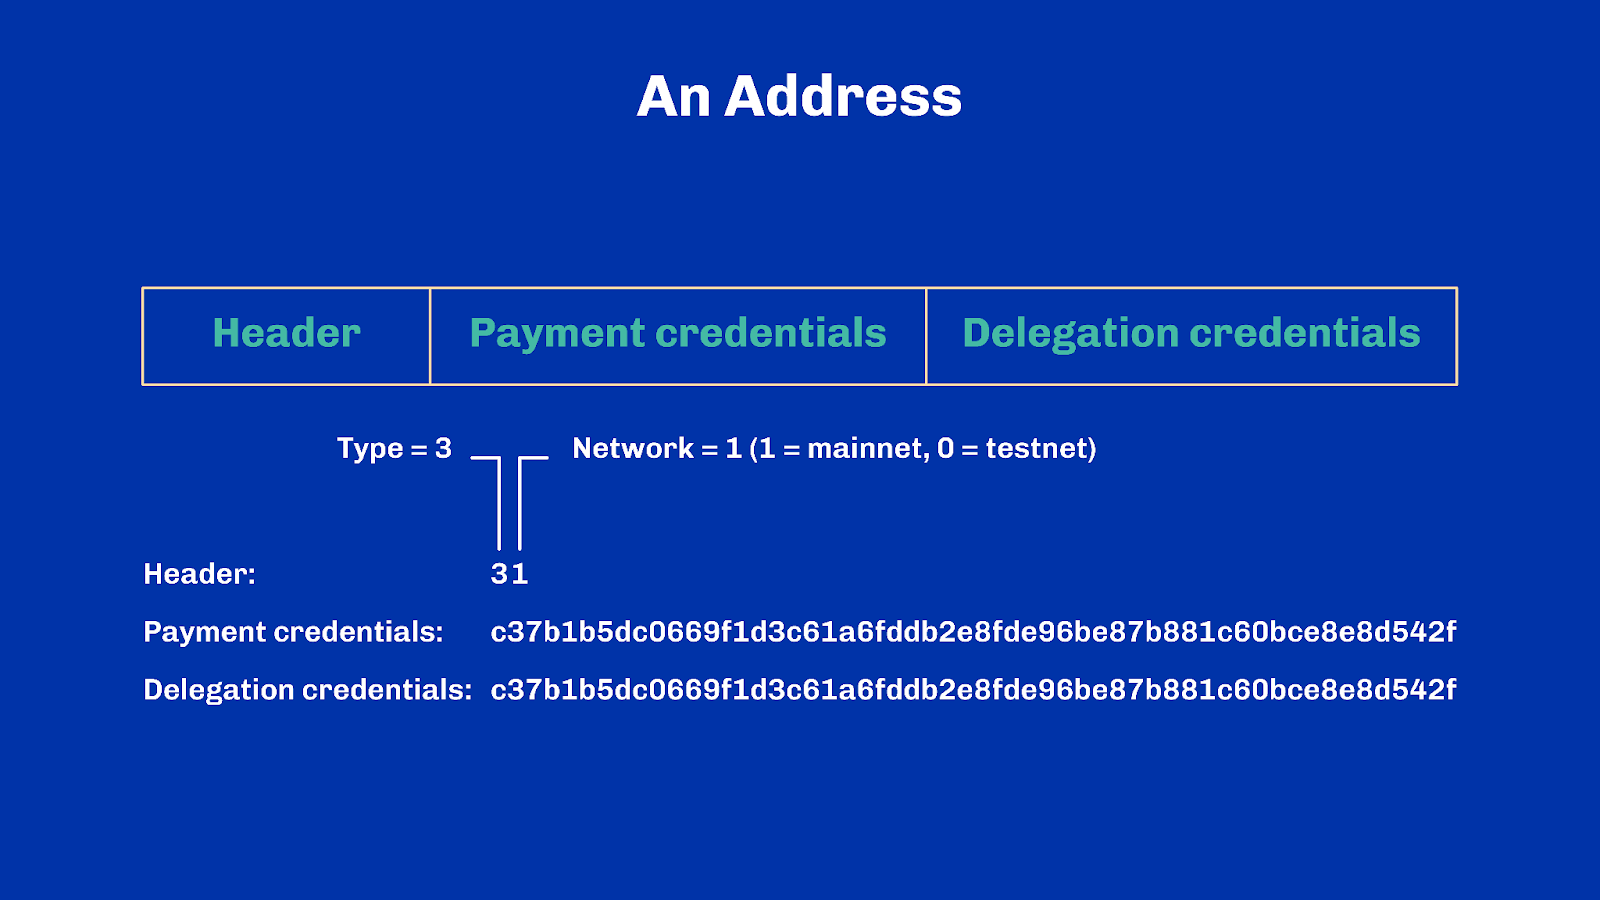 An Address
Header Payment credentials Delegation credentials
Type = 3 Network = 1 (1 = mainnet, 0 = testnet)
Header: 31
Payment credentials: c37b1b5dc0669f1d3c61a6fddb2e8fde96be87b881c60bce8e8d542f
Delegation credentials: c37b1b5dc0669f1d3c61a6fddb2e8fde96be87b881c60bce8e8d542f